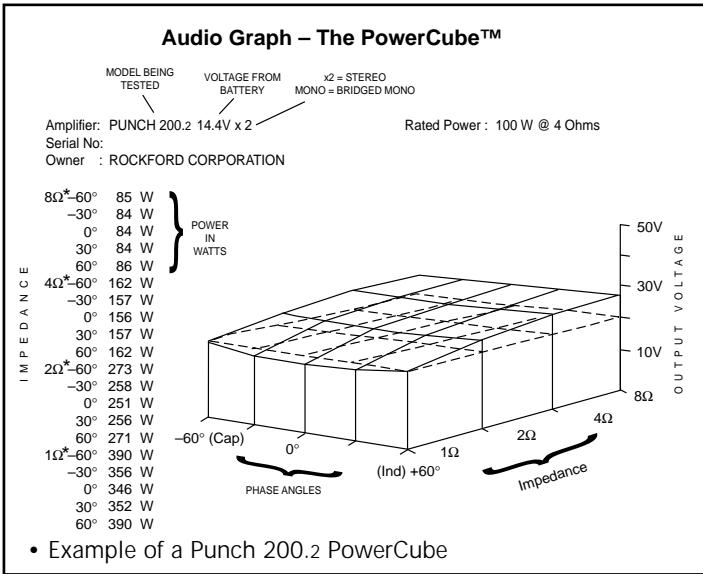 Audio Graph – The PowerCube™
MODEL BEING TESTED
VOLTAGE FROM BATTERY
x2 = STEREO
MONO = BRIDGED MONO
Amplifier: PUNCH 200.2 14.4V x 2
Rated Power : 100 W @ 4 Ohms
Serial No:
Owner : ROCKFORD CORPORATION
IMPEDANCE
8Ω*–60° 85 W
–30° 84 W
0° 84 W
30° 84 W
60° 86 W
4Ω*–60° 162 W
–30° 157 W
0° 156 W
30° 157 W
60° 162 W
2Ω*–60° 273 W
–30° 258 W
0° 251 W
30° 256 W
60° 271 W
1Ω*–60° 390 W
–30° 356 W
0° 346 W
30° 352 W
60° 390 W
POWER
IN
WATTS
50V
30V
10V
OUTPUT VOLTAGE
8Ω
4Ω
2Ω
1Ω
Impedance
–60° (Cap)
0°
(Ind) +60°
PHASE ANGLES
• Example of a Punch 200.2 PowerCube